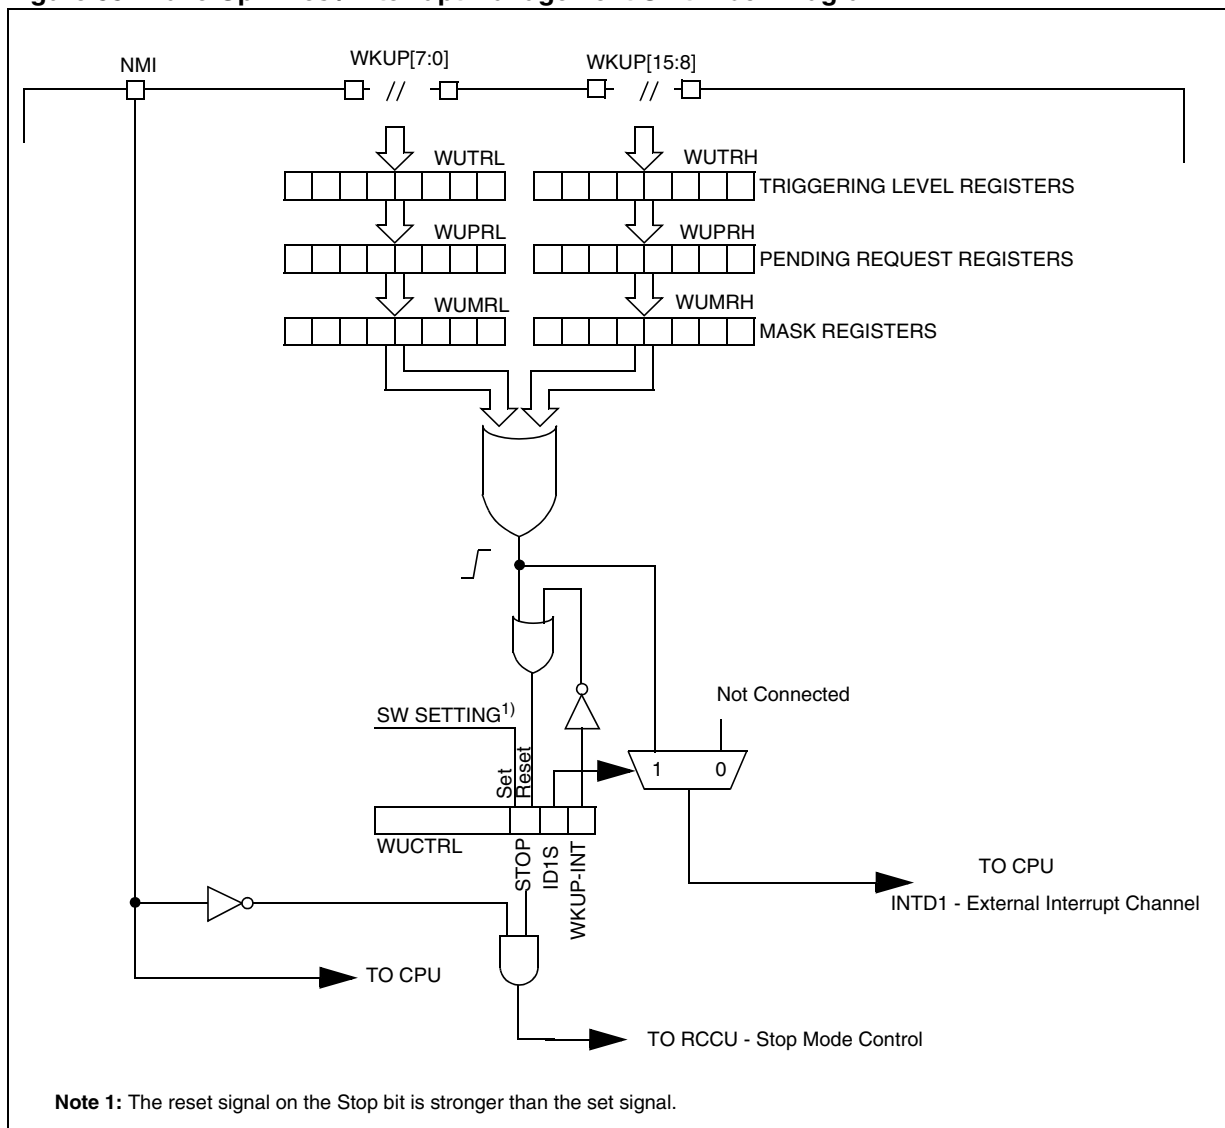 NMI
WKUP[7:0]
WKUP[15:8]
//
//
WUTRL
WUTRH
TRIGGERING LEVEL REGISTERS
WUPRL
WUPRH
PENDING REQUEST REGISTERS
WUMRL
WUMRH
MASK REGISTERS
Not Connected
SW SETTING1)
Set
Reset
1
0
WUCTRL
STOP
ID1S
WKUP-INT
TO CPU
INTD1 - External Interrupt Channel
TO CPU
TO RCCU - Stop Mode Control
Note 1: The reset signal on the Stop bit is stronger than the set signal.